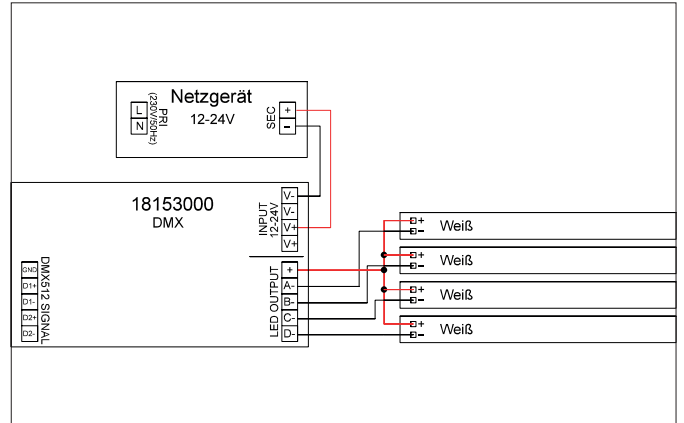 Netzgerät
12-24V
L
N
PRI
(230V/50Hz)
SEC
+
-
18153000
DMX
INPUT
12-24V
V-
V-
V+
V+
LED OUTPUT
+
A-
B-
C-
D-
DMX512 SIGNAL
GND
D1+
D1-
D2+
D2-
+
-
Weiß
+
-
Weiß
+
-
Weiß
+
-
Weiß